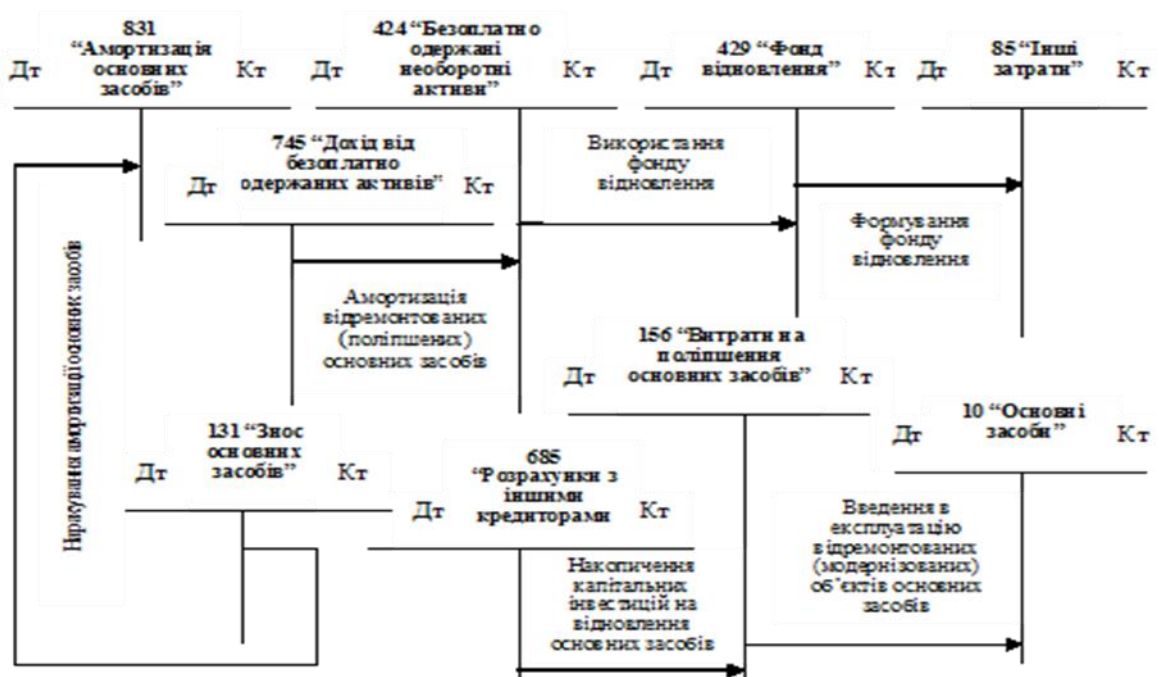 831
“Амортизація
основних
засобів”
Дт
Кт
424 “Безоплатно
одержані
необоротні
активи”
Дт
Кт
429 “Фонд
відновлення”
Дт
Кт
85 “Інші
затрати”
Дт
Кт
745 “Дохід від
безоплатно
одержаних активів”
Дт
Кт
Використання
фонду
відновлення
Формування
фонду
відновлення
Нарахування амортизації основних засобів
Амортизація
відремонтованих
(поліпшених)
основних засобів
156 “Витрати на
поліпшення
основних засобів”
Дт
Кт
10 “Основні
засоби”
Дт
Кт
131 “Знос
основних
засобів”
Дт
Кт
685
“Розрахунки з
іншими
кредиторами
Дт
Кт
Накопичення
капітальних
інвестицій на
відновлення
основних засобів
Введення в
експлуатацію
відремонтованих
(модернізованих)
об’єктів основних
засобів